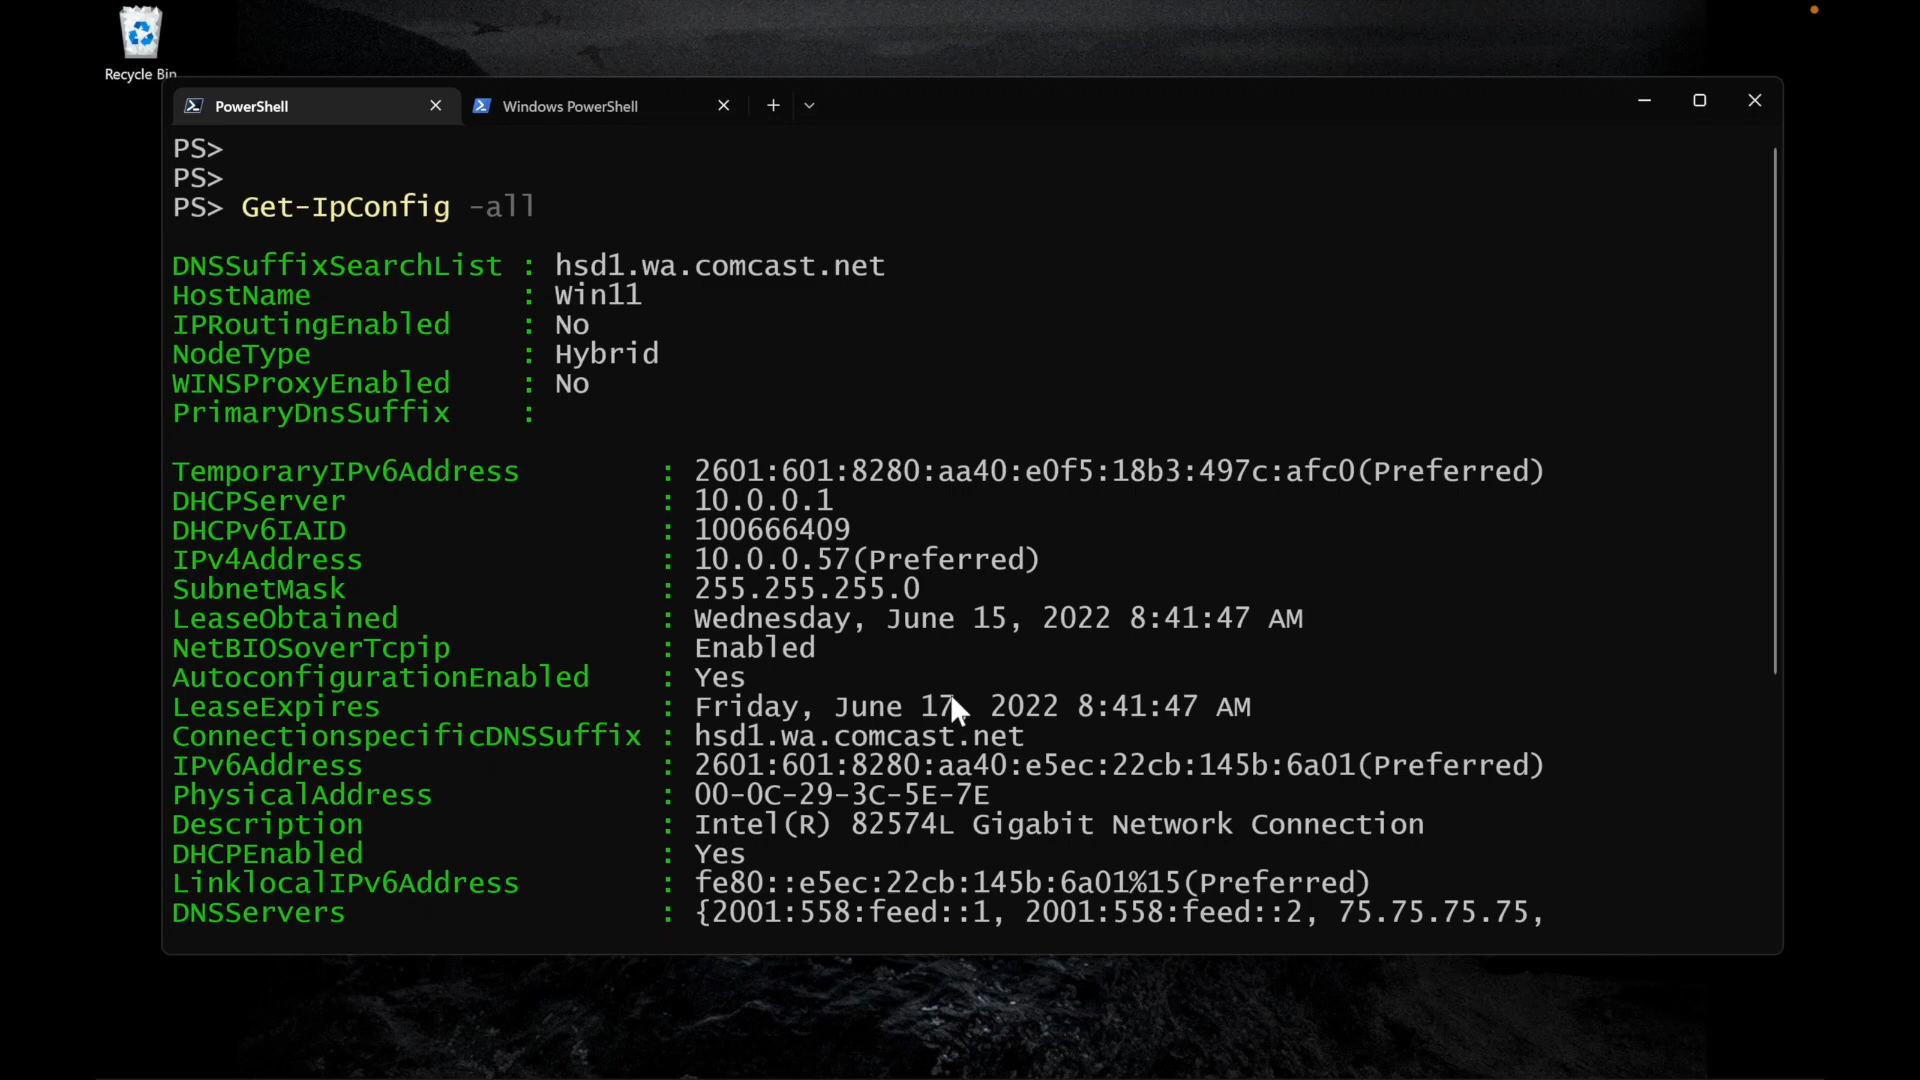 Recycle Bin
PowerShell
Windows PowerShell
PS>
PS>
PS> Get-IpConfig -all
DNSSuffixSearchList : hsd1.wa.comcast.net
HostName : Win11
IPRoutingEnabled : No
NodeType : Hybrid
WINSProxyEnabled : No
PrimaryDnsSuffix :
TemporaryIPv6Address : 2601:601:8280:aa40:e0f5:18b3:497c:afc0(Preferred)
DHCPServer : 10.0.0.1
DHCPv6IAID : 100666409
IPv4Address : 10.0.0.57(Preferred)
SubnetMask : 255.255.255.0
LeaseObtained : Wednesday, June 15, 2022 8:41:47 AM
NetBIOSoverTcpip : Enabled
AutoconfigurationEnabled : Yes
LeaseExpires : Friday, June 17, 2022 8:41:47 AM
ConnectionspecificDNSSuffix : hsd1.wa.comcast.net
IPv6Address : 2601:601:8280:aa40:e5ec:22cb:145b:6a01(Preferred)
PhysicalAddress : 00-0C-29-3C-5E-7E
Description : Intel(R) 82574L Gigabit Network Connection
DHCPEnabled : Yes
LinklocalIPv6Address : fe80::e5ec:22cb:145b:6a01%15(Preferred)
DNSServers : {2001:558:feed::1, 2001:558:feed::2, 75.75.75.75,